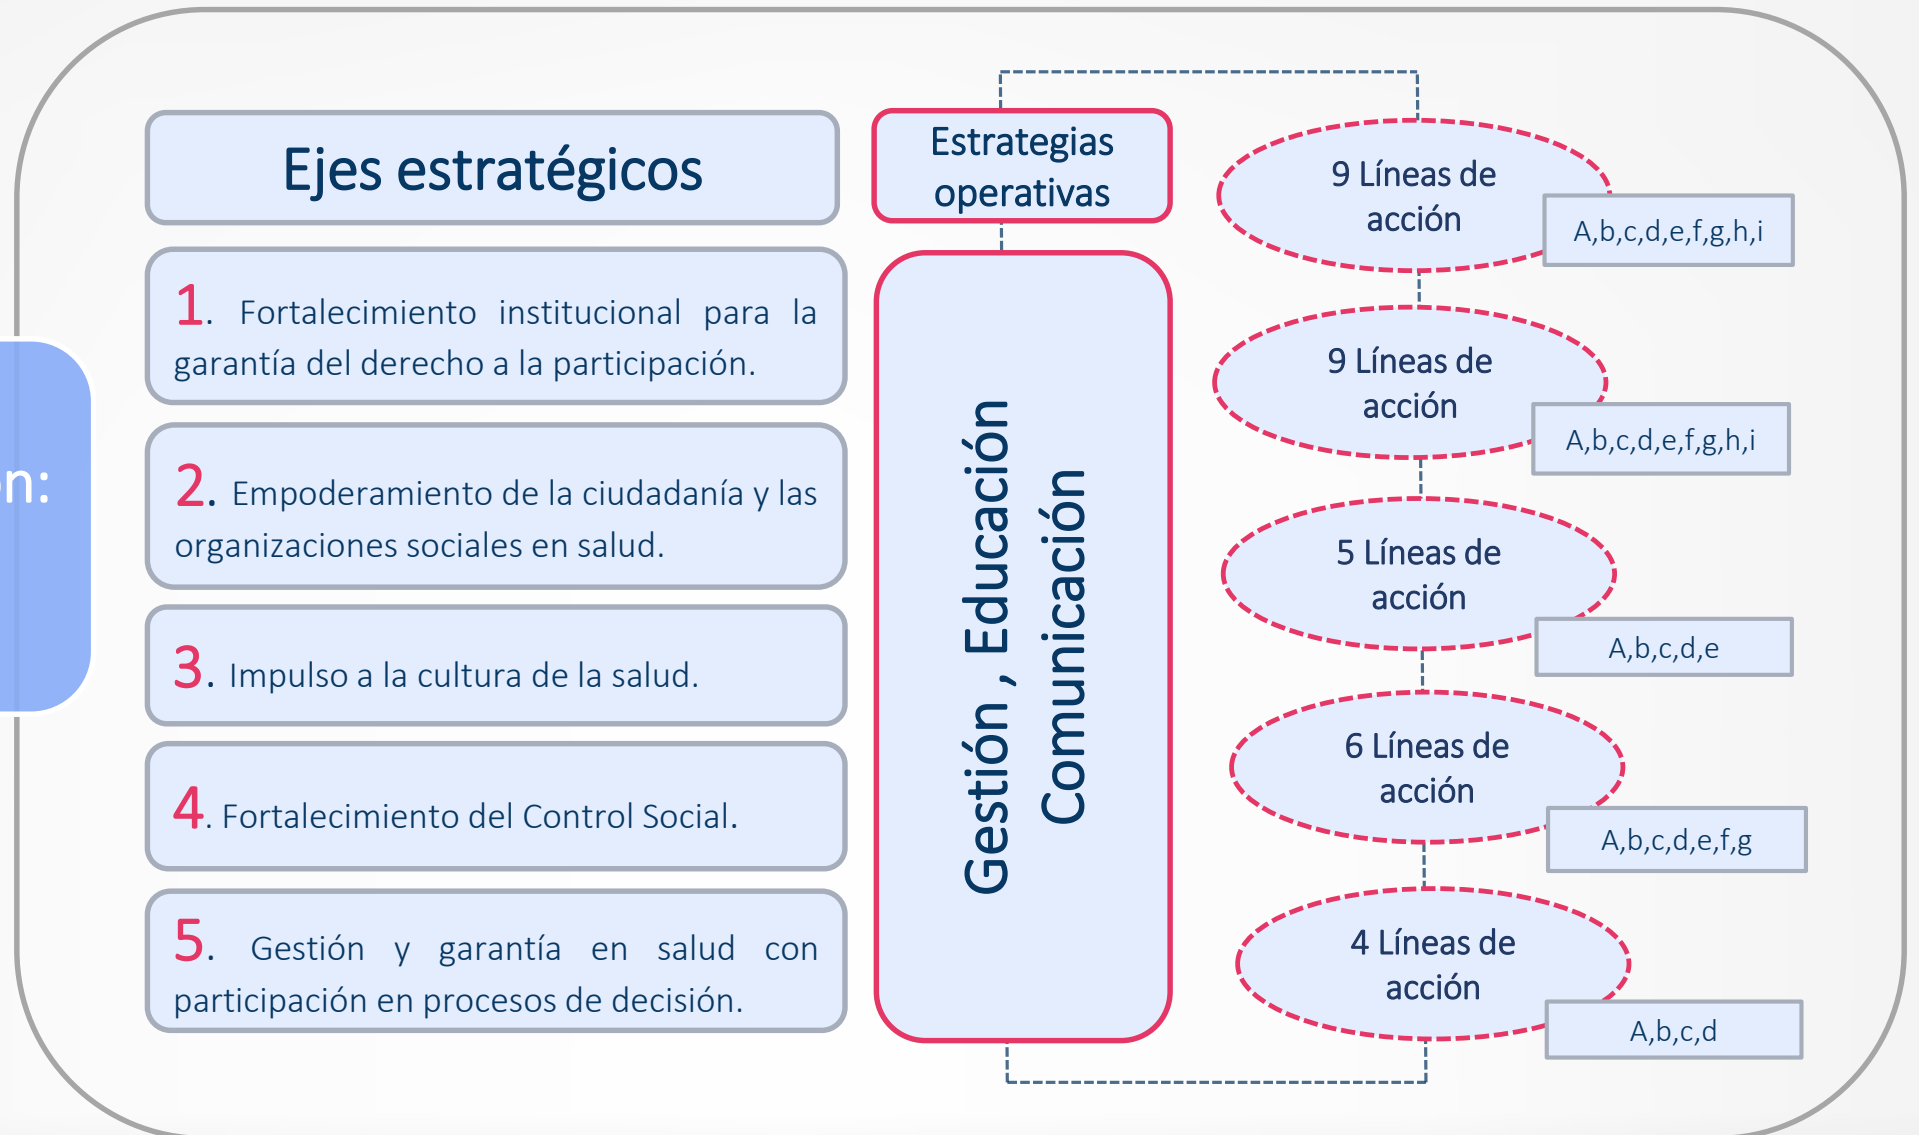 Ejes estratégicos
1. Fortalecimiento institucional para la
garantía del derecho a la participación.
2. Empoderamiento de la ciudadanía y las
organizaciones sociales en salud.
3. Impulso a la cultura de la salud.
4. Fortalecimiento del Control Social.
5. Gestión y garantía en salud con
participación en procesos de decisión.
Estrategias
operativas
Gestión , Educación
Comunicación
9 Líneas de
acción
A,b,c,d,e,f,g,h,i
9 Líneas de
acción
A,b,c,d,e,f,g,h,i
5 Líneas de
acción
A,b,c,d,e
6 Líneas de
acción
A,b,c,d,e,f,g
4 Líneas de
acción
A,b,c,d